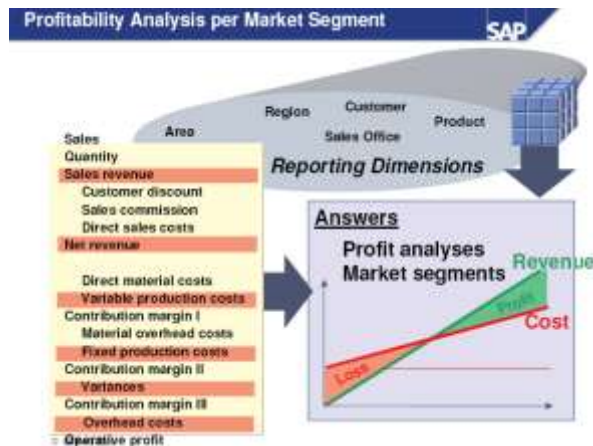 Profitability Analysis per Market Segment
SAP
Region
Customer
Area
Product
Sales Office
Reporting Dimensions
Sales
Quantity
Sales revenue
Customer discount
Sales commission
Direct sales costs
Net revenue
Direct material costs
Variable production costs
Contribution margin I
Material overhead costs
Fixed production costs
Contribution margin II
Variances
Contribution margin III
Overhead costs
Operative profit
Answers
Profit analyses
Market segments
Revenue
Profit
Cost
Loss